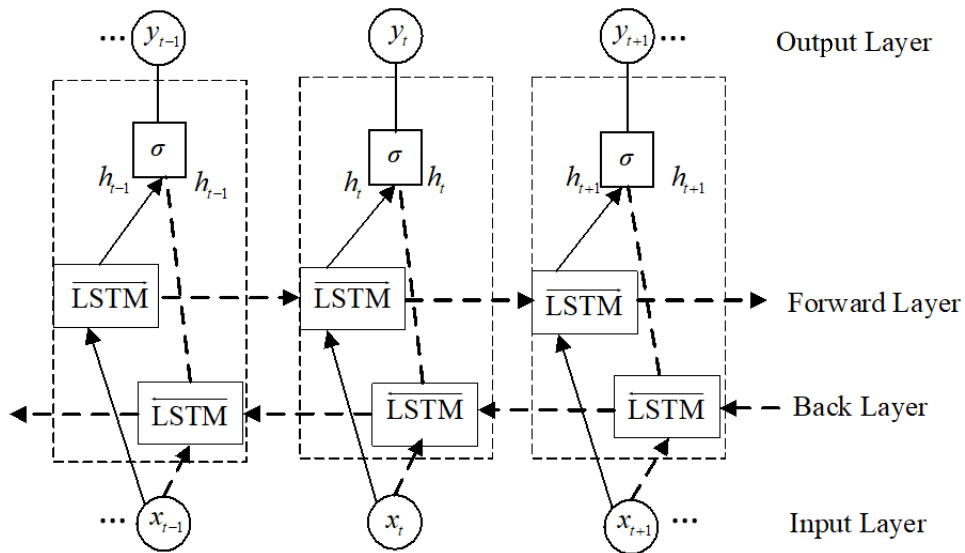 ... y_{t-1} y_t y_{t+1} ... Output Layer
σ σ σ
h_{t-1} h_{t-1} h_t h_t h_{t+1} h_{t+1}
LSTM LSTM LSTM Forward Layer
LSTM LSTM LSTM Back Layer
... x_{t-1} x_t x_{t+1} ... Input Layer